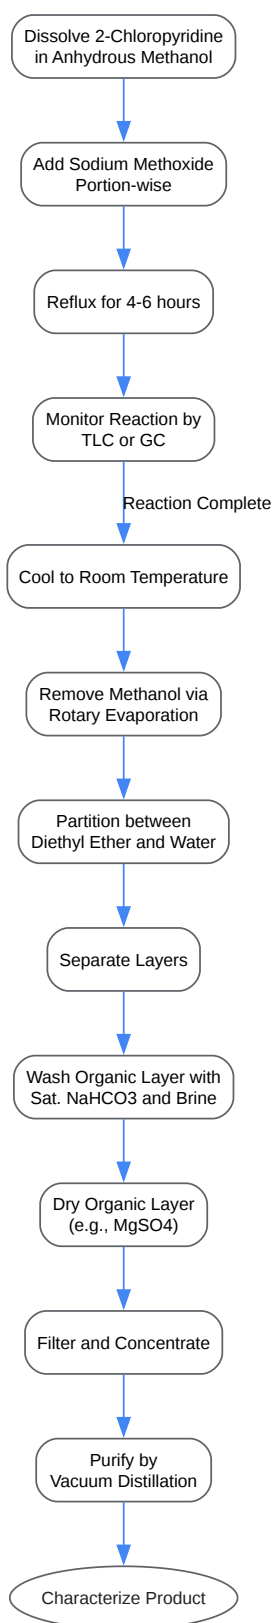 Dissolve 2-Chloropyridine
in Anhydrous Methanol
Add Sodium Methoxide
Portion-wise
Reflux for 4-6 hours
Monitor Reaction by
TLC or GC
Reaction Complete
Cool to Room Temperature
Remove Methanol via
Rotary Evaporation
Partition between
Diethyl Ether and Water
Separate Layers
Wash Organic Layer with
Sat. NaHCO3 and Brine
Dry Organic Layer
(e.g., MgSO4)
Filter and Concentrate
Purify by
Vacuum Distillation
Characterize Product